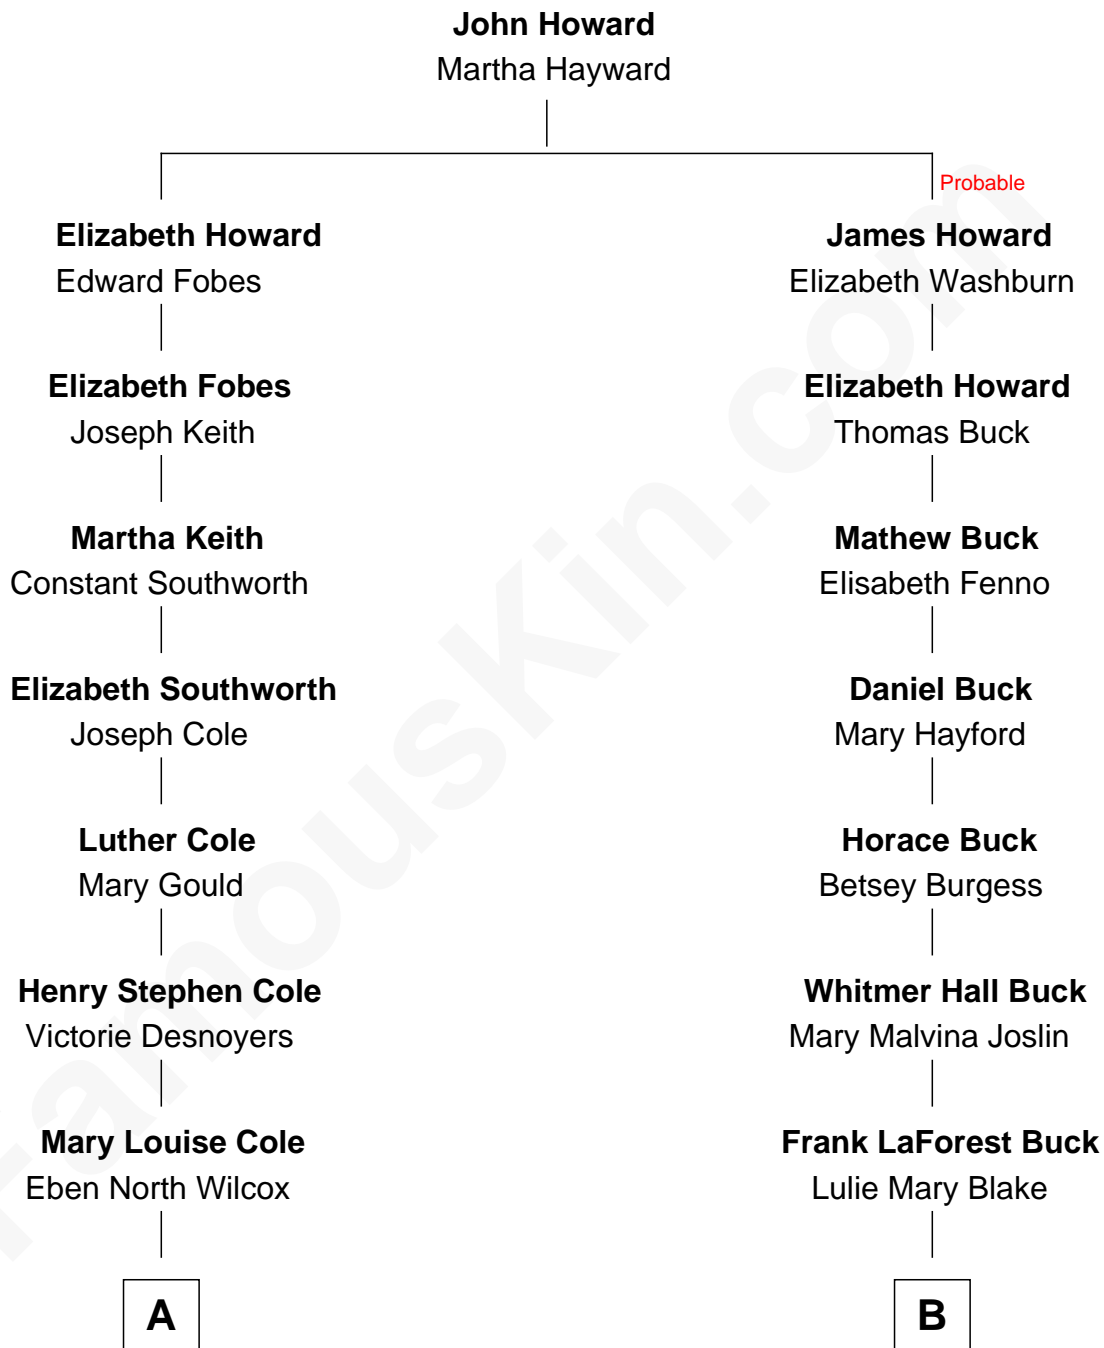 John Howard
Martha Hayward
Probable
Elizabeth Howard
Edward Fobes
James Howard
Elizabeth Washburn
Elizabeth Fobes
Joseph Keith
Elizabeth Howard
Thomas Buck
Martha Keith
Constant Southworth
Mathew Buck
Elisabeth Fenno
Elizabeth Southworth
Joseph Cole
Daniel Buck
Mary Hayford
Luther Cole
Mary Gould
Horace Buck
Betsey Burgess
Henry Stephen Cole
Victorie Desnoyers
Whitmer Hall Buck
Mary Malvina Joslin
Mary Louise Cole
Eben North Wilcox
Frank LaForest Buck
Lulie Mary Blake
A
B
FamousKin.com